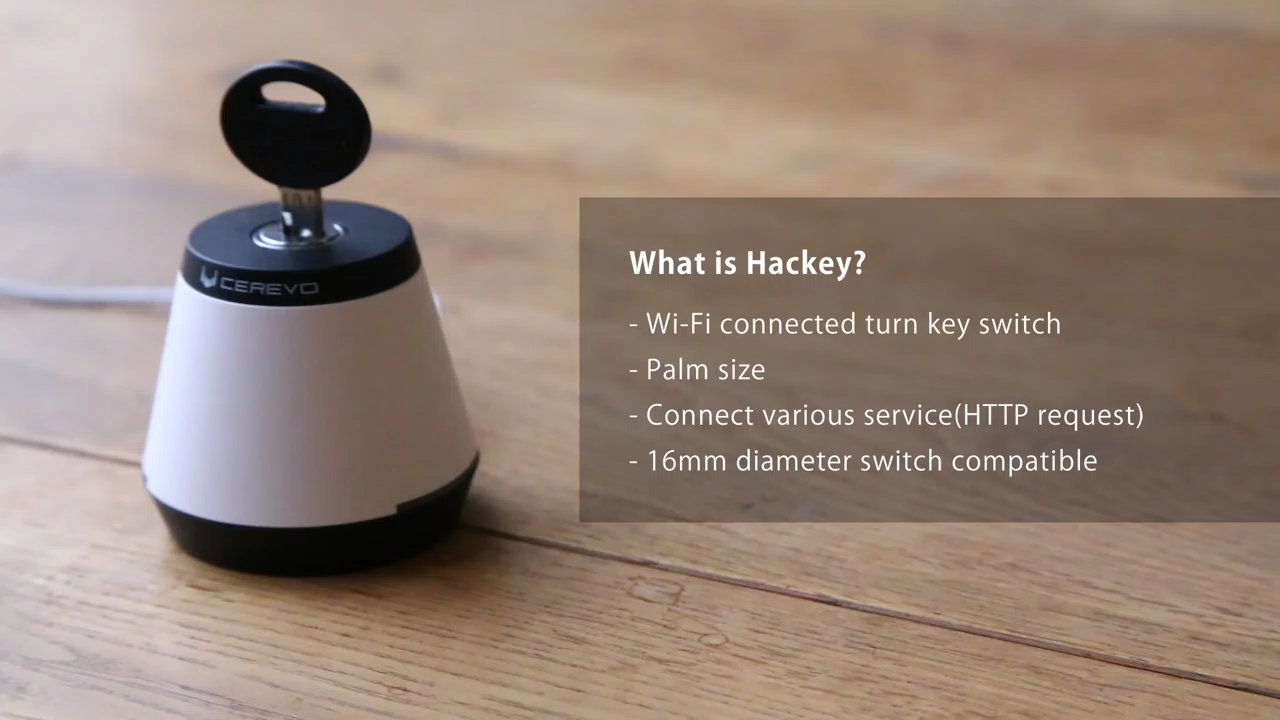 CEREVO
What is Hackey?
- Wi-Fi connected turn key switch
- Palm size
- Connect various service(HTTP request)
- 16mm diameter switch compatible